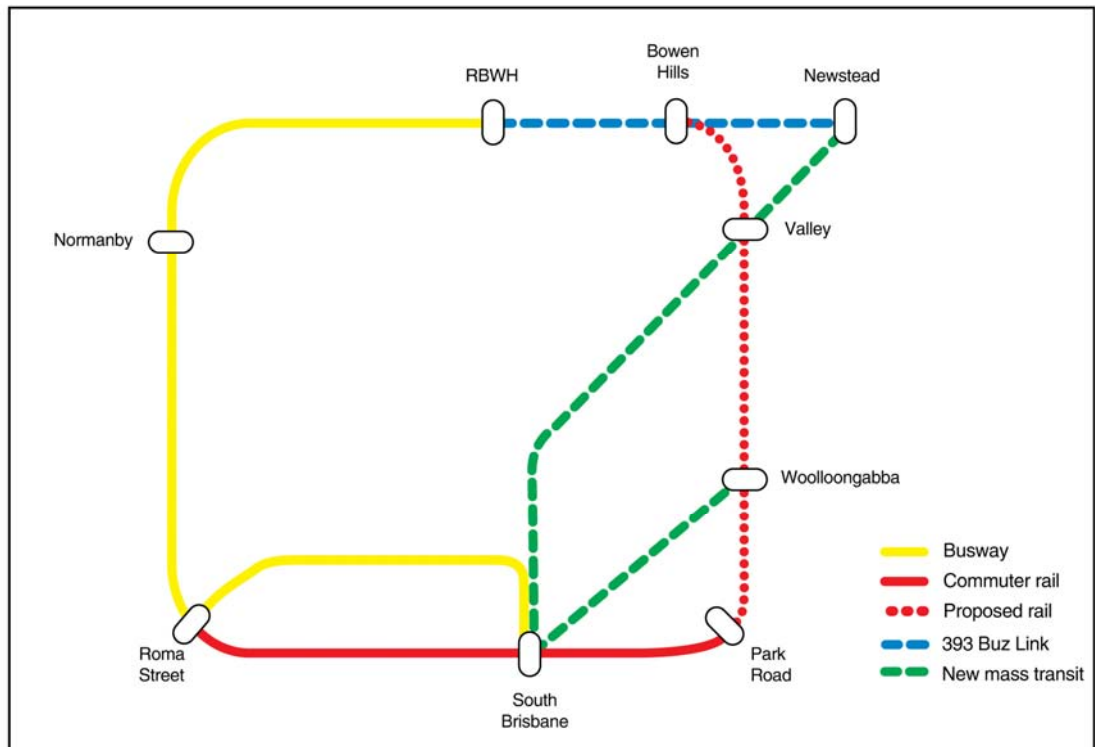 Bowen
Hills
RBWH
Newstead
Normanby
Valley
Woolloongabba
Roma
Street
South
Brisbane
Park
Road
Busway
Commuter rail
Proposed rail
393 Buz Link
New mass transit